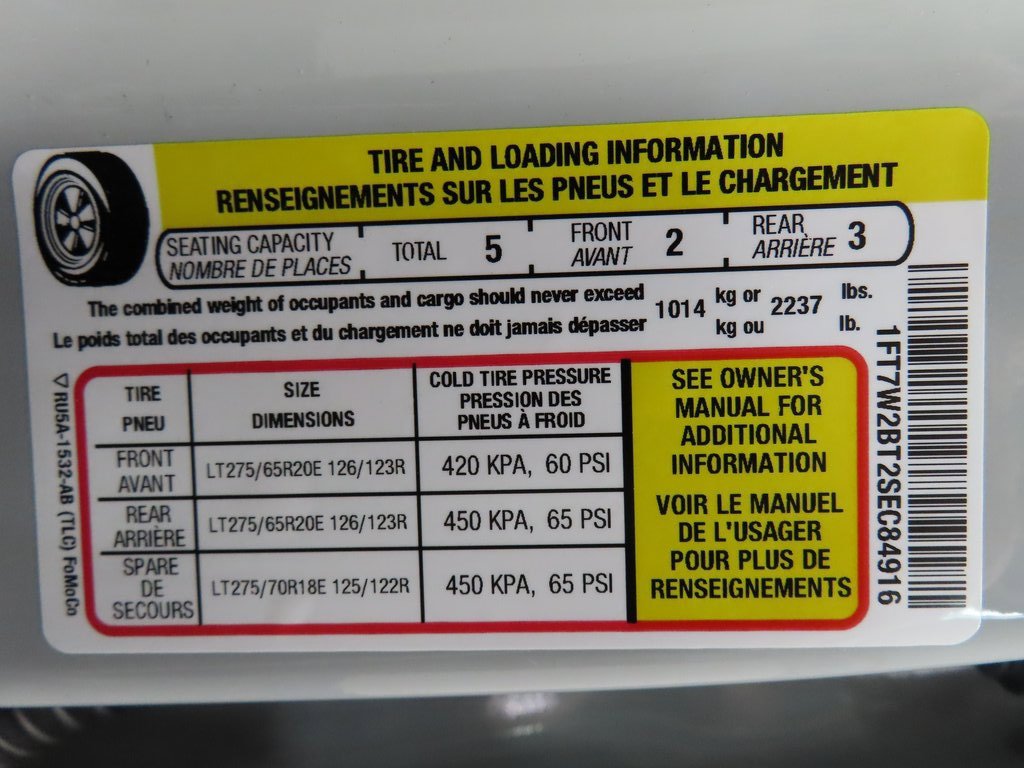 TIRE AND LOADING INFORMATION
RENSEIGNEMENTS SUR LES PNEUS ET LE CHARGEMENT
SEATING CAPACITY TOTAL 5 FRONT 2 REAR 3
NOMBRE DE PLACES AVANT ARRIÈRE
The combined weight of occupants and cargo should never exceed 1014 kg or 2237 lbs.
Le poids total des occupants et du chargement ne doit jamais dépasser kg ou lb.
TIRE SIZE COLD TIRE PRESSURE
PNEU DIMENSIONS PRESSION DES
PNEUS À FROID
FRONT LT275/65R20E 126/123R 420 KPA, 60 PSI
AVANT
REAR LT275/65R20E 126/123R 450 KPA, 65 PSI
ARRIÈRE
SPARE LT275/70R18E 125/122R 450 KPA, 65 PSI
DE
SECOURS
SEE OWNER'S
MANUAL FOR
ADDITIONAL
INFORMATION
VOIR LE MANUEL
DE L'USAGER
POUR PLUS DE
RENSEIGNEMENTS
1FT7W2BT2SEC84916
▽RU5A-1532-AB (TLC) FoMoCo